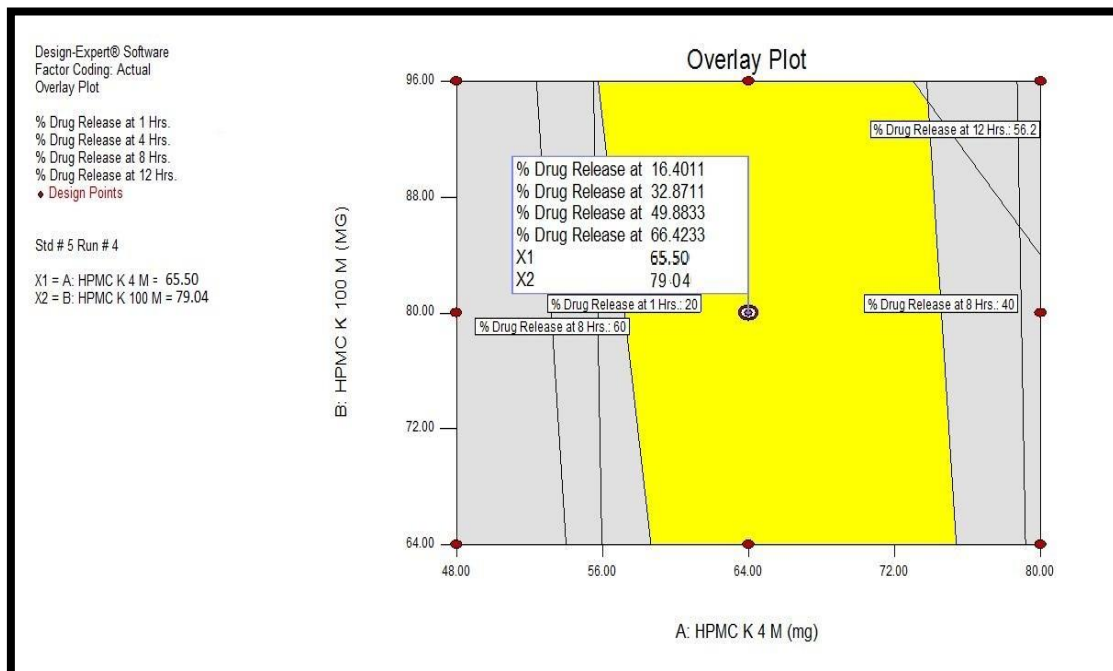 Design-Expert® Software
Factor Coding: Actual
Overlay Plot
% Drug Release at 1 Hrs.
% Drug Release at 4 Hrs.
% Drug Release at 8 Hrs.
% Drug Release at 12 Hrs.
Design Points
Std # 5 Run # 4
X1 = A: HPMC K 4 M = 65.50
X2 = B: HPMC K 100 M = 79.04
Overlay Plot
B: HPMC K 100 M (MG)
96.00
88.00
80.00
72.00
64.00
% Drug Release at 12 Hrs.: 56.2
% Drug Release at 16.4011
% Drug Release at 32.8711
% Drug Release at 49.8833
% Drug Release at 66.4233
X1 65.50
X2 79.04
% Drug Release at 1 Hrs.: 20
% Drug Release at 8 Hrs.: 40
% Drug Release at 8 Hrs.: 60
48.00 56.00 64.00 72.00 80.00
A: HPMC K 4 M (mg)